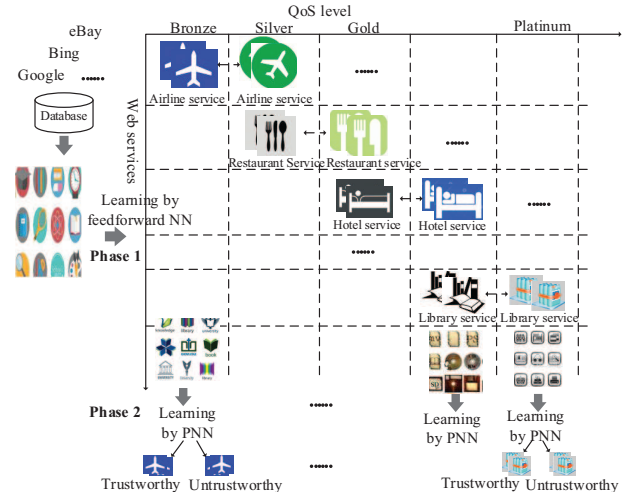 QoS level
eBay
Bronze
Silver
Gold
Platinum
Bing
Google ......
......
Web services
Database
Airline service
Airline service
......
Restaurant Service
Restaurant service
Learning by
feedforward NN
Phase 1
Hotel service
Hotel service
......
......
Library service
Library service
library
book
Phase 2
......
Learning
by PNN
Learning
by PNN
Learning
by PNN
......
Trustworthy
Untrustworthy
Trustworthy
Untrustworthy